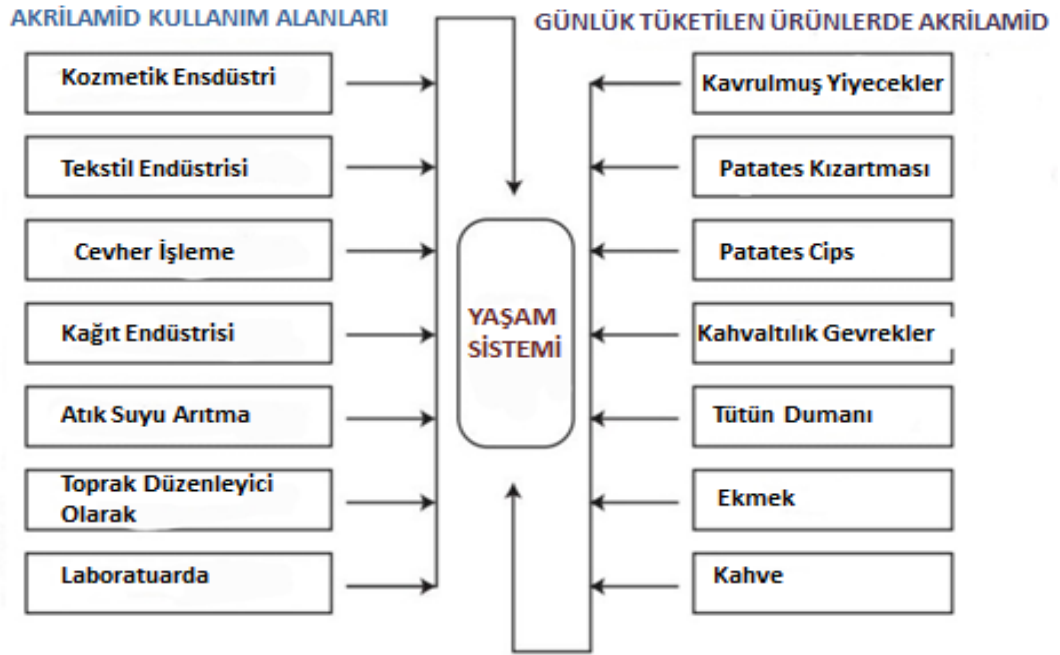 AKRİLAMİD KULLANIM ALANLARI
Kozmetik Ensdüstri
Tekstil Endüstrisi
Cevher İşleme
Kağıt Endüstrisi
Atık Suyu Arıtma
Toprak Düzenleyici
Olarak
Laboratuarda
YAŞAM
SİSTEMİ
GÜNLÜK TÜKETİLEN ÜRÜNLERDE AKRİLAMİD
Kavrulmuş Yiyecekler
Patates Kızartması
Patates Cips
Kahvaltılık Gevrekler
Tütün Dumanı
Ekmek
Kahve